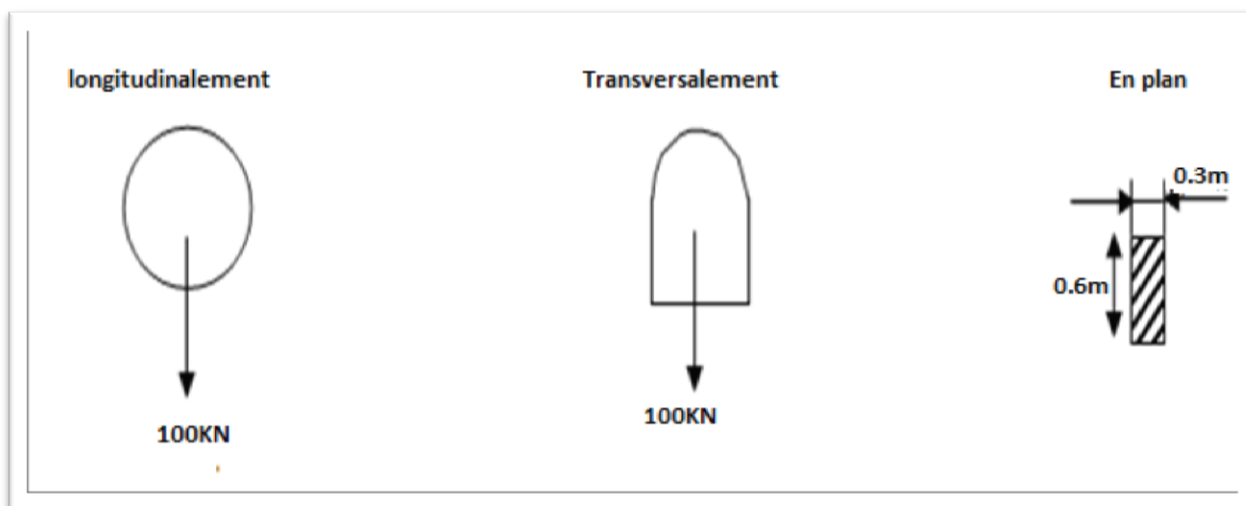 longitudinalement
Transversalement
En plan
0.3m
0.6m
100KN
100KN